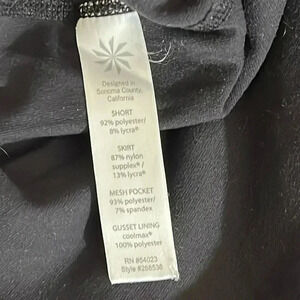 Designed in
Sonoma County,
California
SHORT
92% polyester/
8% lycra®
SKIRT
87% nylon
supplex® /
13% lycra®
MESH POCKET
93% polyester/
7% spandex
GUSSET LINING
coolmax®
100% polyester
RN #64023
Style #266538